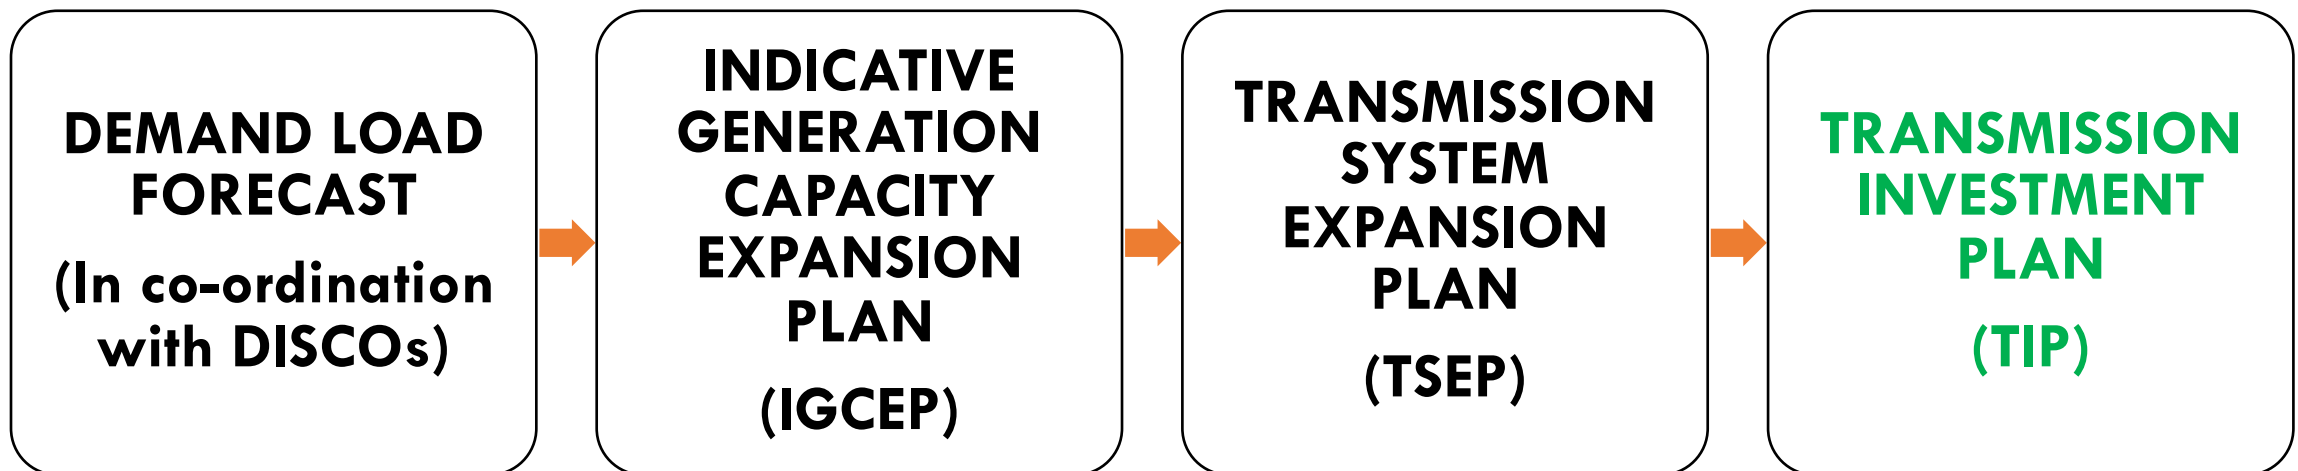 DEMAND LOAD
FORECAST
(In co-ordination
with DISCOs)
INDICATIVE
GENERATION
CAPACITY
EXPANSION
PLAN
(IGCEP)
TRANSMISSION
SYSTEM
EXPANSION
PLAN
(TSEP)
TRANSMISSION
INVESTMENT
PLAN
(TIP)